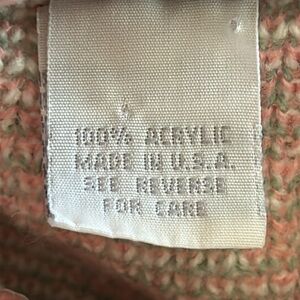 100% ACRYLIC
MADE IN U.S.A.
SEE REVERSE
FOR CARE